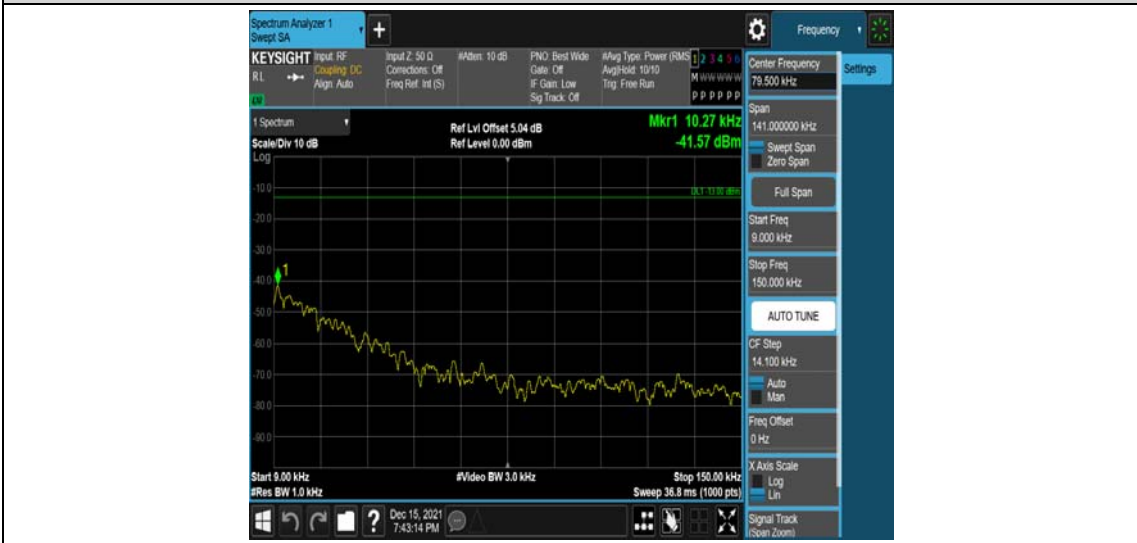 Spectrum Analyzer 1
Swept SA
+
Frequency
KEYSIGHT
RL
Input: RF
Coupling: DC
Align: Auto
Input Z: 50 Ω
Corrections: Off
Freq Ref: Int (S)
#Atten: 10 dB
PNO: Best Wide
Gate: Off
IF Gain: Low
Sig Track: Off
#Avg Type: Power (RMS
Avg|Hold: 10/10
Trig: Free Run
1 2 3 4 5 6
M W W W W W
P P P P P P
Center Frequency
79.500 kHz
Settings
Span
141.000000 kHz
Swept Span
Zero Span
Full Span
Start Freq
9.000 kHz
Stop Freq
150.000 kHz
AUTO TUNE
CF Step
14.100 kHz
Auto
Man
Freq Offset
0 Hz
X Axis Scale
Log
Lin
Signal Track
(Span Zoom)
1 Spectrum
Scale/Div 10 dB
Log
Ref Lvl Offset 5.04 dB
Ref Level 0.00 dBm
Mkr1 10.27 kHz
-41.57 dBm
DL1 -13.00 dBm
-10.0
-20.0
-30.0
-40.0
-50.0
-60.0
-70.0
-80.0
-90.0
1
Start 9.00 kHz
#Res BW 1.0 kHz
#Video BW 3.0 kHz
Stop 150.00 kHz
Sweep 36.8 ms (1000 pts)
?
Dec 15, 2021
7:43:14 PM